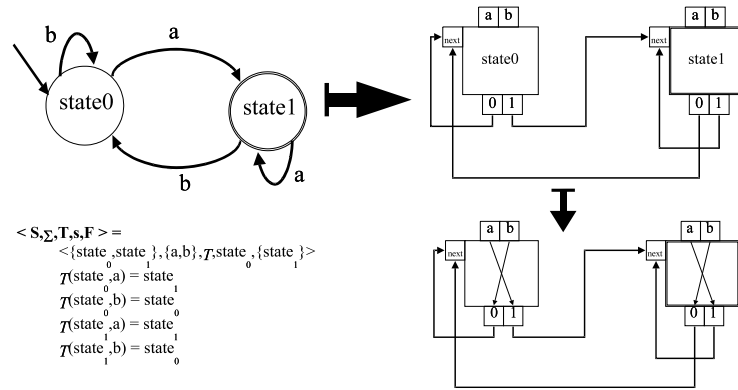 b
a
state0
state1
b
a
< S,Σ,T,s,F > =
<{state₀,state₁},{a,b},T,state₀,{state₁}>
T(state₀,a) = state₁
T(state₀,b) = state₀
T(state₁,a) = state₁
T(state₁,b) = state₀
a b
a b
next
next
state0
state1
0 1
0 1
a b
a b
next
next
0 1
0 1